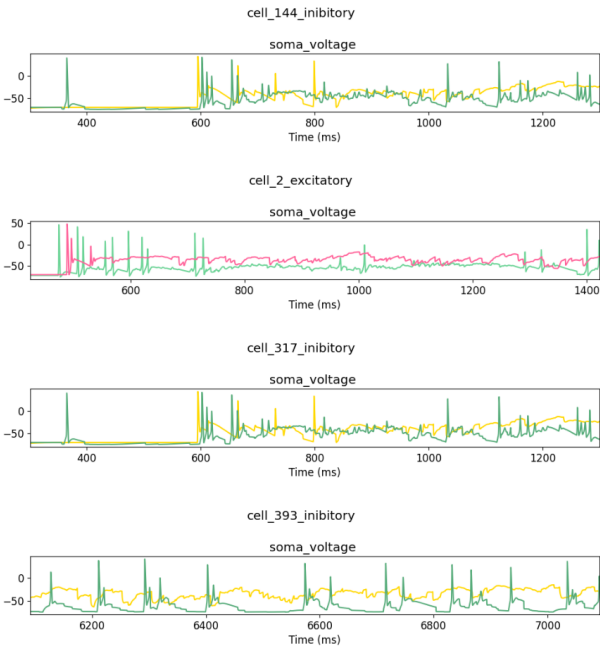 cell_144_inibitory
soma_voltage
0
−50
400 600 800 1000 1200
Time (ms)
cell_2_excitatory
soma_voltage
50
0
−50
600 800 1000 1200 1400
Time (ms)
cell_317_inibitory
soma_voltage
0
−50
400 600 800 1000 1200
Time (ms)
cell_393_inibitory
soma_voltage
0
−50
6200 6400 6600 6800 7000
Time (ms)